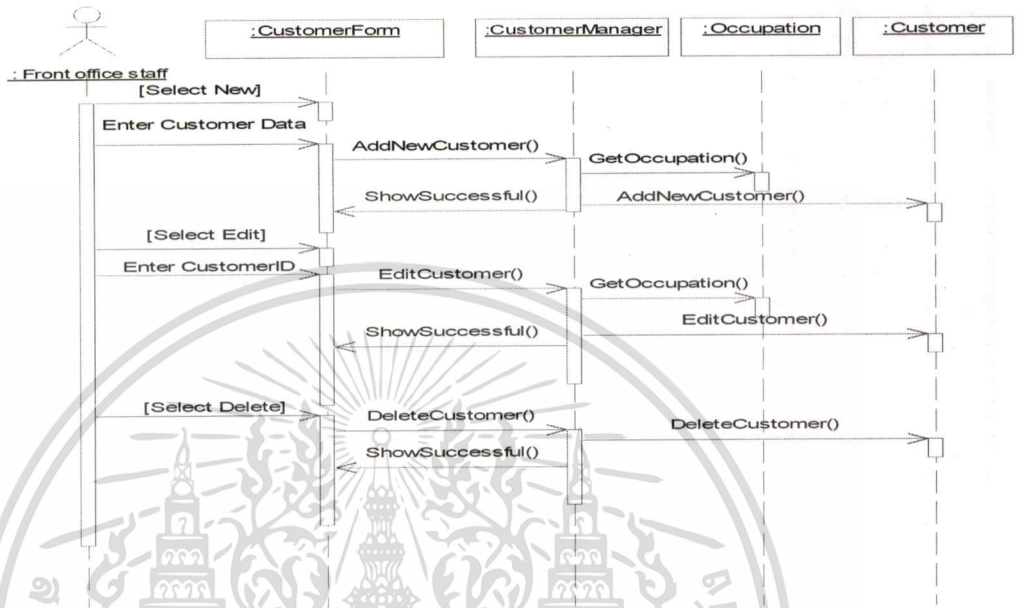 :CustomerForm
:CustomerManager
:Occupation
:Customer
: Front office staff
[Select New]
Enter Customer Data
AddNewCustomer()
GetOccupation()
ShowSuccessful()
AddNewCustomer()
[Select Edit]
Enter CustomerID
EditCustomer()
GetOccupation()
EditCustomer()
ShowSuccessful()
[Select Delete]
DeleteCustomer()
DeleteCustomer()
ShowSuccessful()